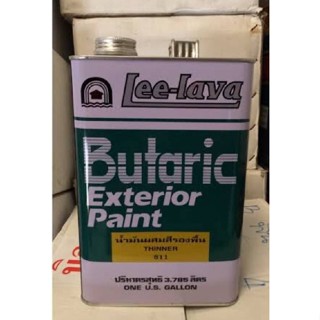 Lee-lava
Butaric
Exterior
Paint
น้ำมันผสมสีรองพื้น
THINNER
811
ปริมาตรสุทธิ 3.785 ลิตร
ONE U.S. GALLON